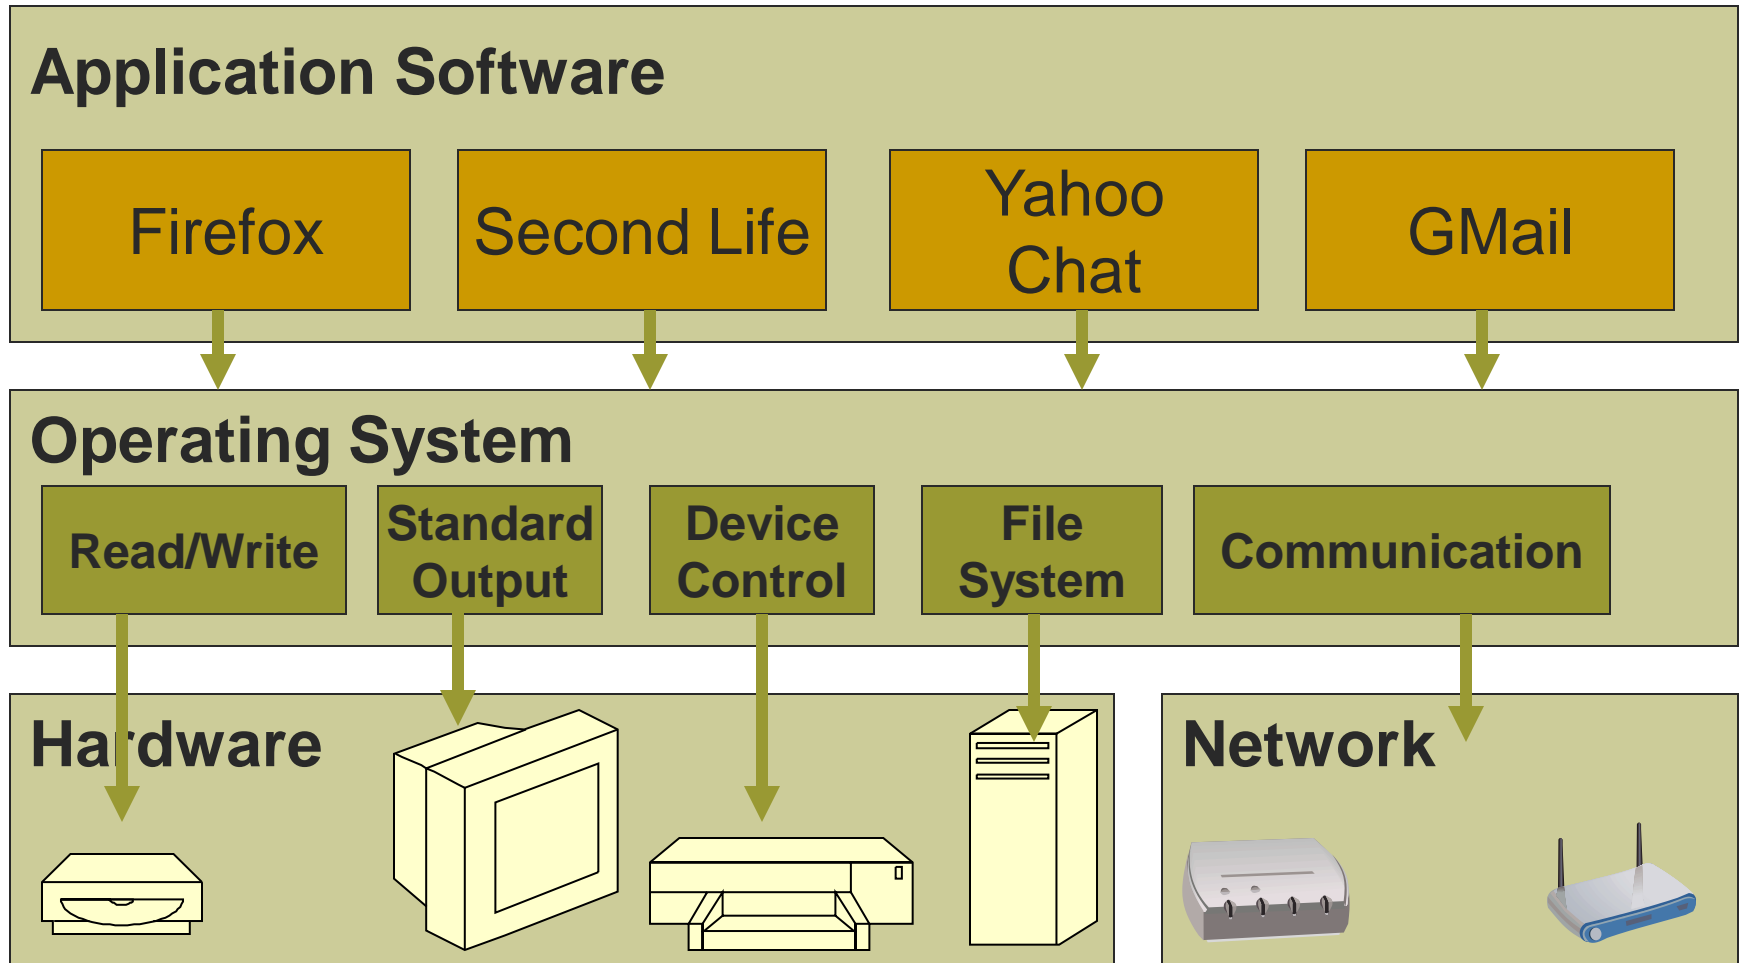 Application Software
Firefox
Second Life
Yahoo
Chat
GMail
Operating System
Read/Write
Standard
Output
Device
Control
File
System
Communication
Hardware
Network